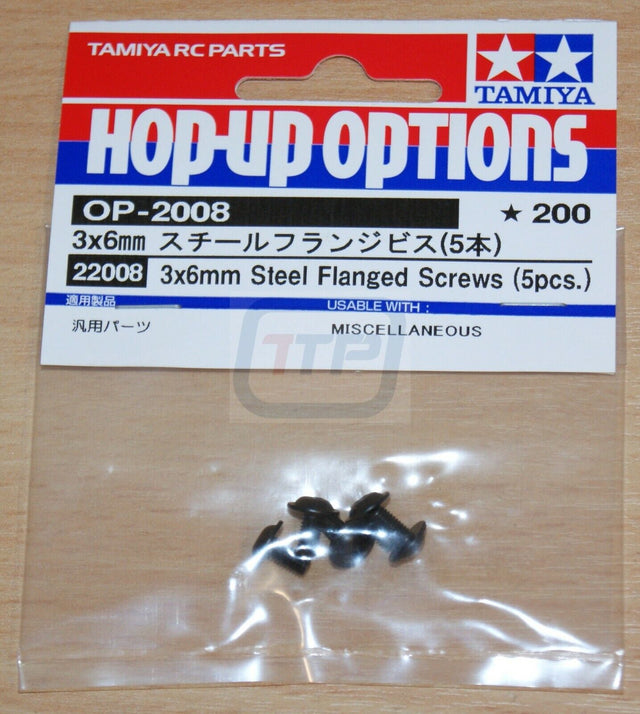 TAMIYA RC PARTS
TAMIYA
HOP-UP OPTIONS
OP-2008 ★ 200
3x6mm スチールフランジビス(5本)
22008 3x6mm Steel Flanged Screws (5pcs.)
適用製品 USABLE WITH :
汎用パーツ MISCELLANEOUS
TTP